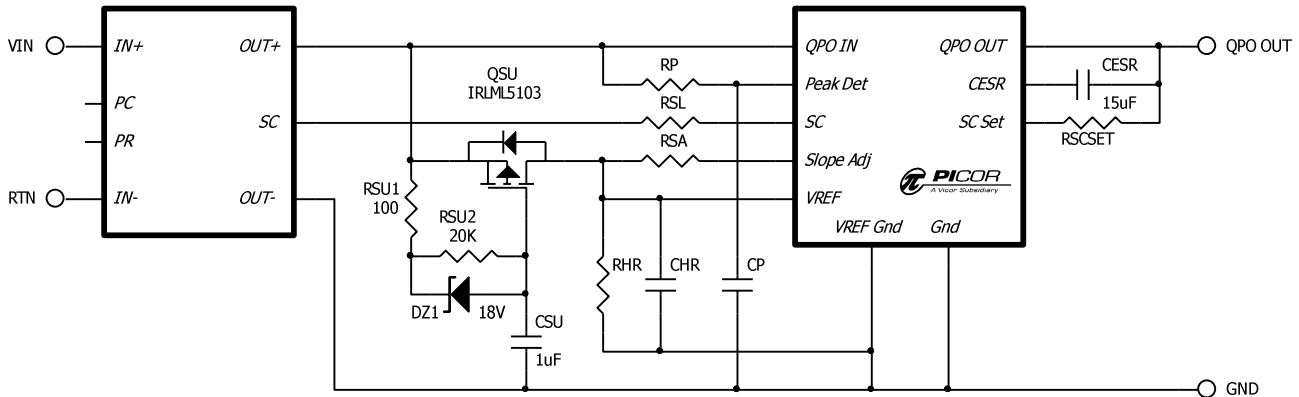 VIN
IN+
OUT+
PC
SC
PR
RTN
IN-
OUT-
QSU
IRLML5103
RSU1
100
RSU2
20K
DZ1
18V
CSU
1uF
RP
RSL
RSA
RHR
CHR
CP
QPO IN
QPO OUT
Peak Det
CESR
SC
SC Set
Slope Adj
π PICOR
A Vicor Subsidiary
VREF
VREF Gnd
Gnd
CESR
15uF
RSCSET
QPO OUT
GND